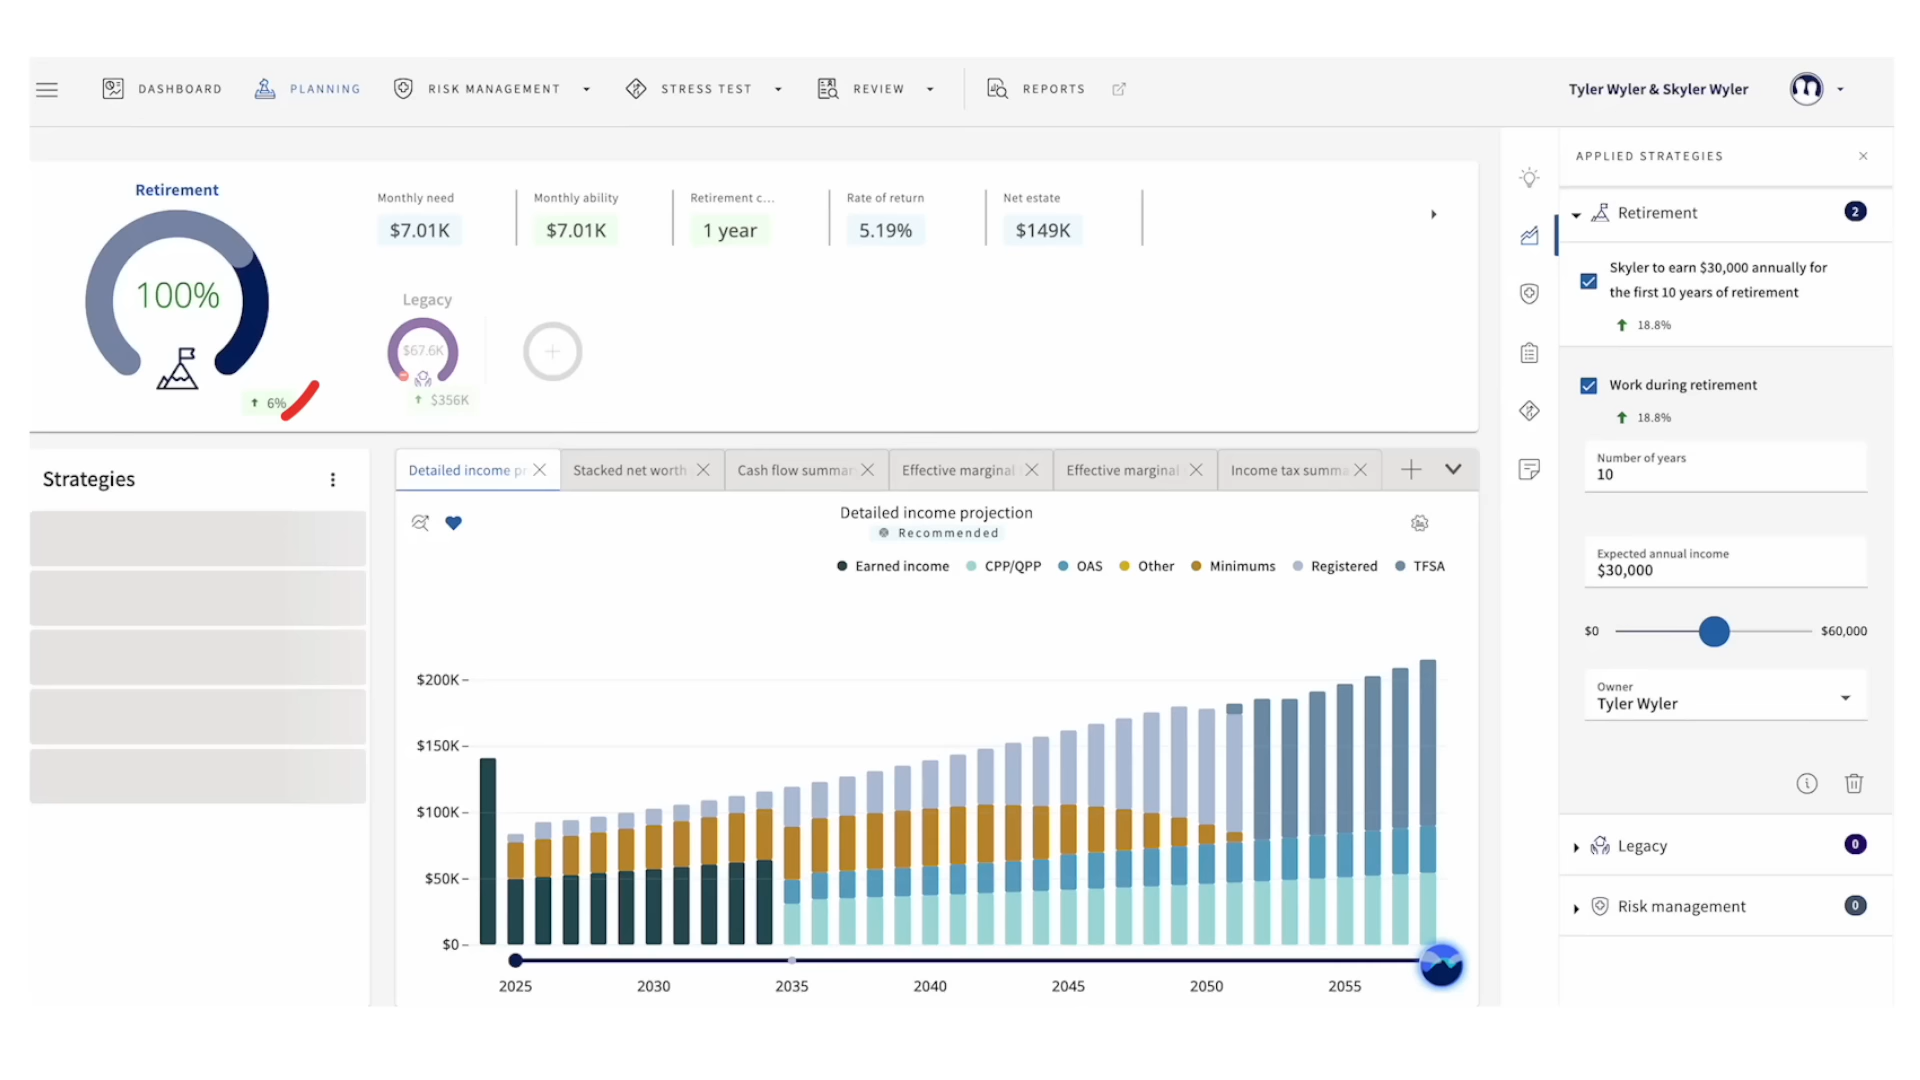 DASHBOARD
PLANNING
RISK MANAGEMENT
STRESS TEST
REVIEW
REPORTS
Tyler Wyler & Skyler Wyler
Retirement
100%
6%
Monthly need
$7.01K
Monthly ability
$7.01K
Retirement c...
1 year
Rate of return
5.19%
Net estate
$149K
Legacy
$67.6K
$356K
Strategies
Detailed income pr
Stacked net worth
Cash flow summar
Effective marginal
Effective marginal
Income tax summa
Detailed income projection
Recommended
Earned income
CPP/QPP
OAS
Other
Minimums
Registered
TFSA
$200K
$150K
$100K
$50K
$0
2025
2030
2035
2040
2045
2050
2055
APPLIED STRATEGIES
Retirement
2
Skyler to earn $30,000 annually for
the first 10 years of retirement
18.8%
Work during retirement
18.8%
Number of years
10
Expected annual income
$30,000
$0
$60,000
Owner
Tyler Wyler
Legacy
0
Risk management
0